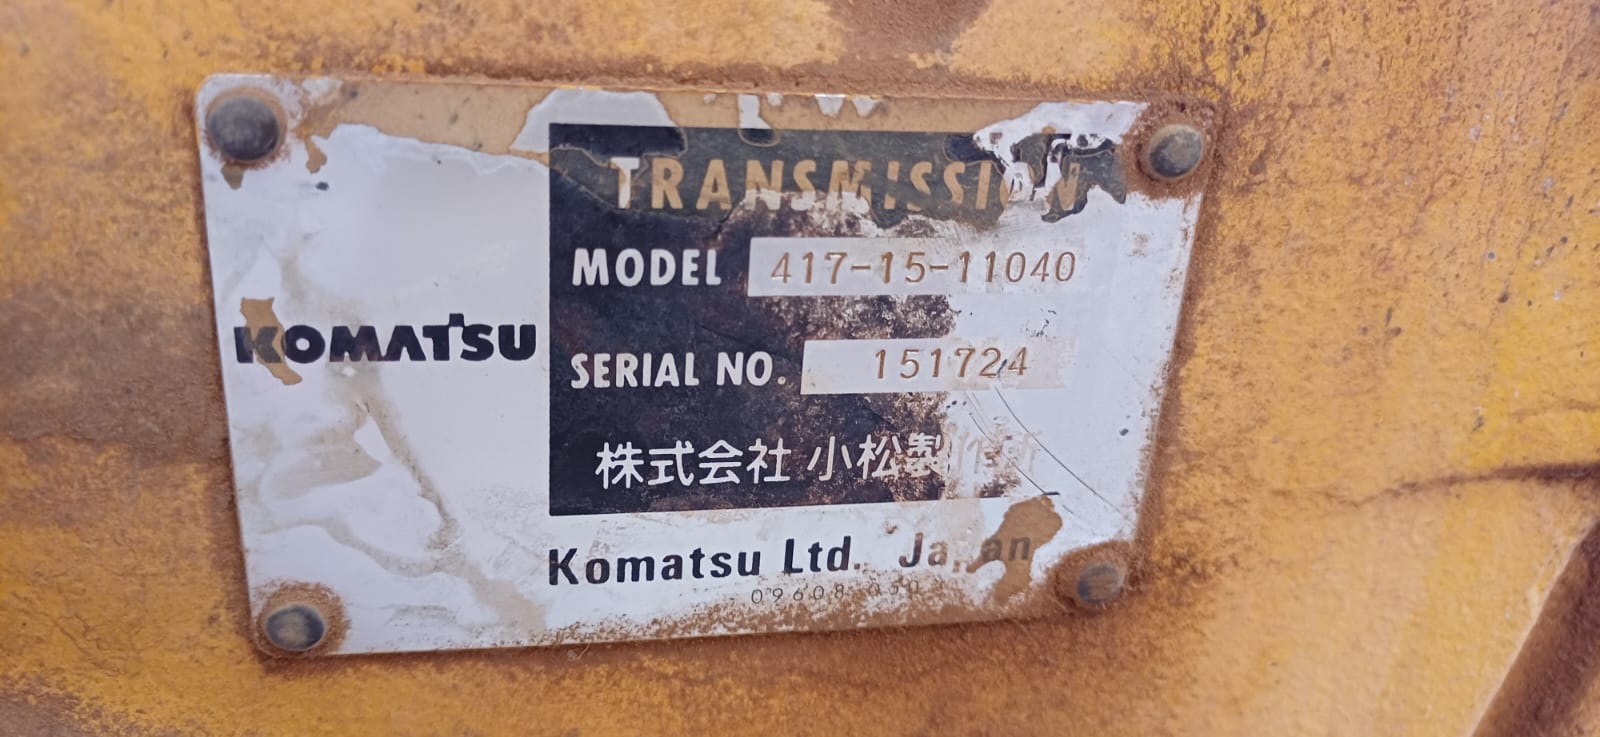 TRANSMISSION
MODEL 417-15-11040
KOMATSU
SERIAL NO. 151724
株式会社 小松製作所
Komatsu Ltd. Japan